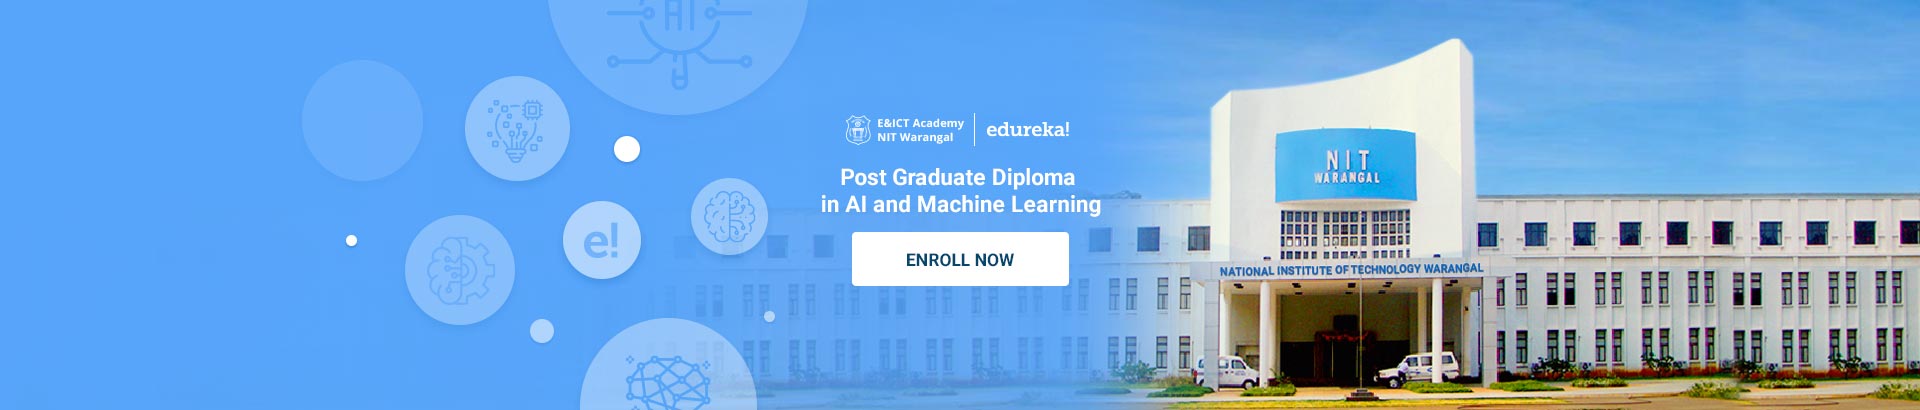 AI
E&ICT Academy
NIT Warangal
edureka!
Post Graduate Diploma
in AI and Machine Learning
ENROLL NOW
e!
NIT
WARANGAL
NATIONAL INSTITUTE OF TECHNOLOGY WARANGAL